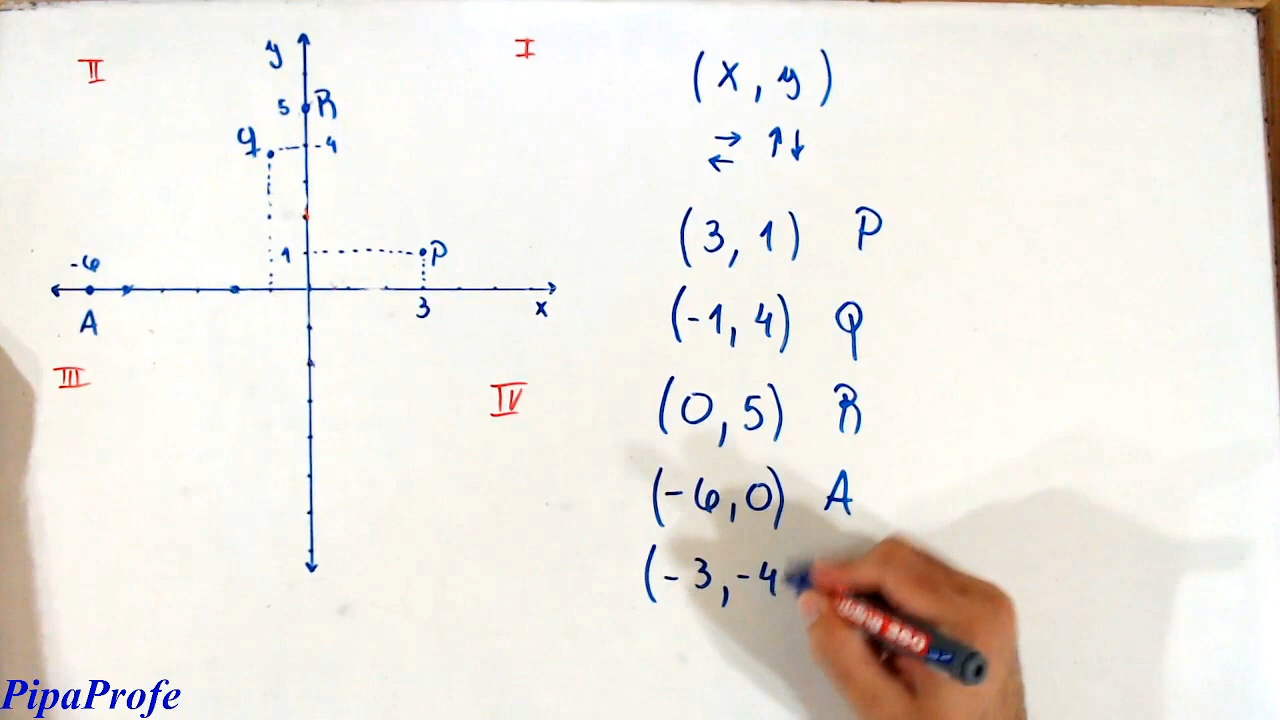 II
I
y
5 R
Q
4
1
P
-6
A
3
x
III
IV
(x, y)
→ ↑↓
←
(3, 1) P
(-1, 4) Q
(0, 5) R
(-6, 0) A
(-3, -4
PipaProfe